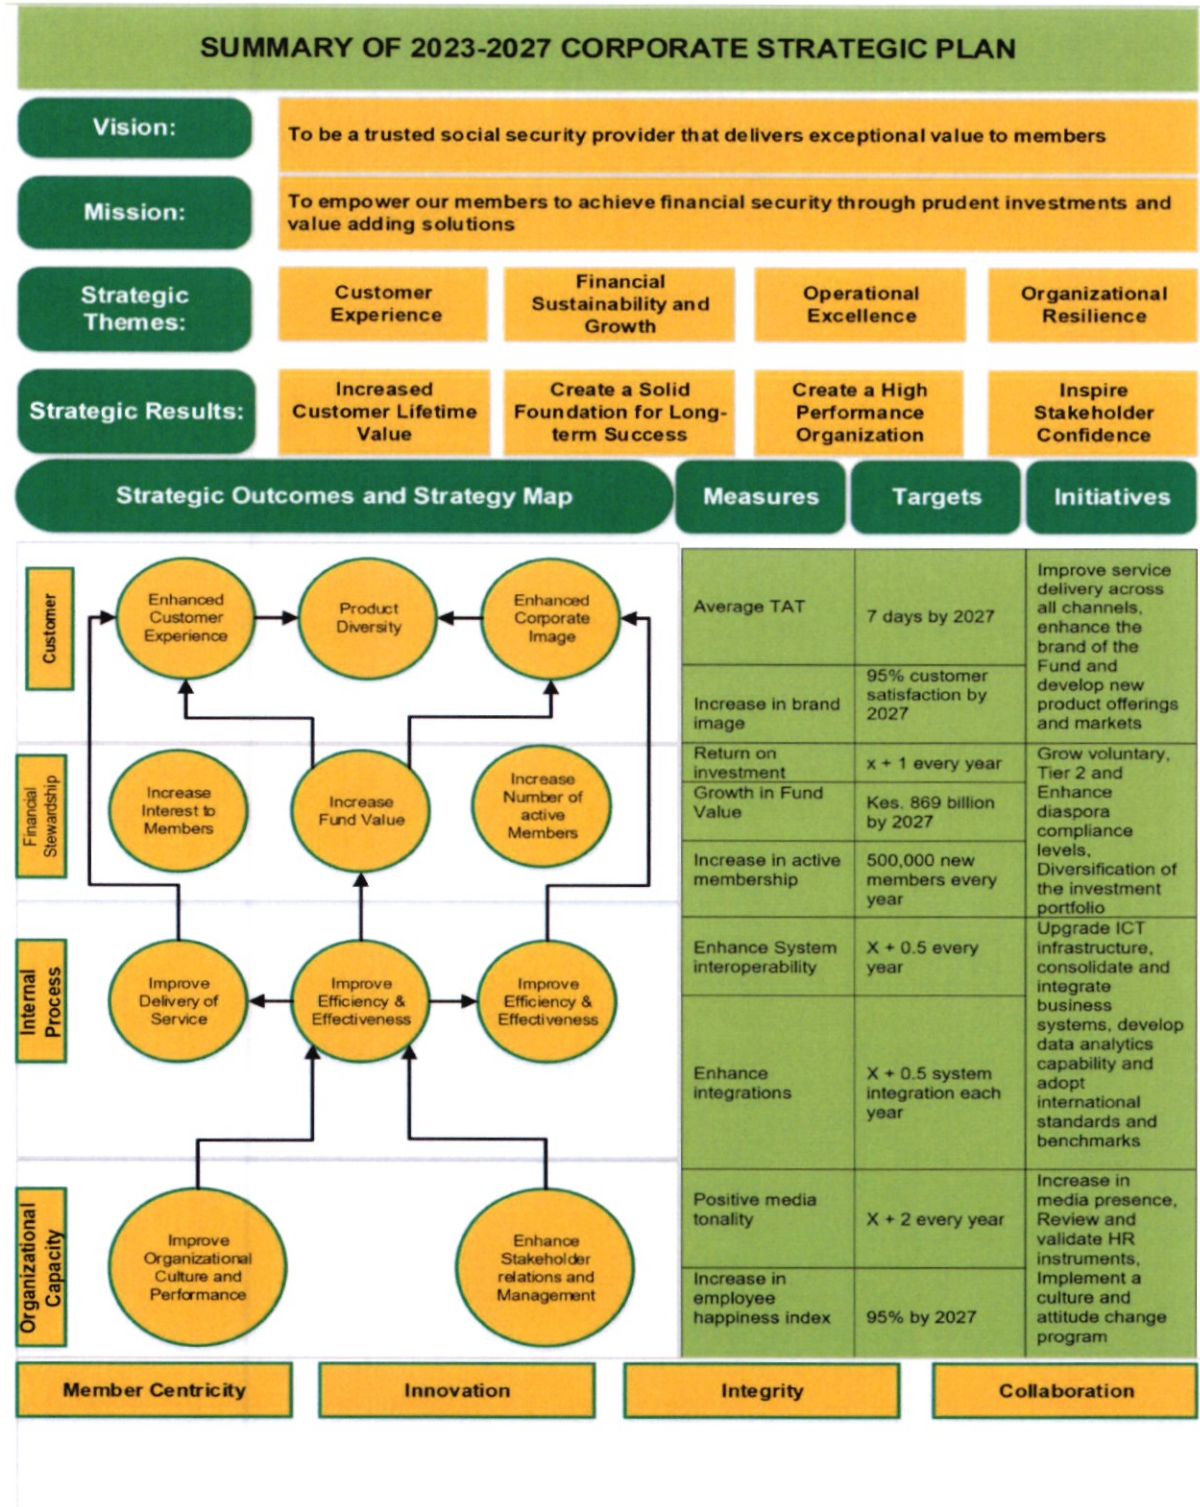 SUMMARY OF 2023-2027 CORPORATE STRATEGIC PLAN
Vision:
To be a trusted social security provider that delivers exceptional value to members
Mission:
To empower our members to achieve financial security through prudent investments and
value adding solutions
Strategic
Themes:
Customer
Experience
Financial
Sustainability and
Growth
Operational
Excellence
Organizational
Resilience
Strategic Results:
Increased
Customer Lifetime
Value
Create a Solid
Foundation for Long-
term Success
Create a High
Performance
Organization
Inspire
Stakeholder
Confidence
Strategic Outcomes and Strategy Map
Measures
Targets
Initiatives
Customer
Enhanced
Customer
Experience
Product
Diversity
Enhanced
Corporate
Image
Average TAT
7 days by 2027
Increase in brand
image
95% customer
satisfaction by
2027
Improve service
delivery across
all channels,
enhance the
brand of the
Fund and
develop new
product offerings
and markets
Financial
Stewardship
Increase
Interest to
Members
Increase
Fund Value
Increase
Number of
active
Members
Return on
investment
x + 1 every year
Growth in Fund
Value
Kes. 869 billion
by 2027
Increase in active
membership
500,000 new
members every
year
Grow voluntary,
Tier 2 and
Enhance
diaspora
compliance
levels,
Diversification of
the investment
portfolio
Internal
Process
Improve
Delivery of
Service
Improve
Efficiency &
Effectiveness
Improve
Efficiency &
Effectiveness
Enhance System
interoperability
X + 0.5 every
year
Enhance
integrations
X + 0.5 system
integration each
year
Upgrade ICT
infrastructure,
consolidate and
integrate
business
systems, develop
data analytics
capability and
adopt
international
standards and
benchmarks
Organizational
Capacity
Improve
Organizational
Culture and
Performance
Enhance
Stakeholder
relations and
Management
Positive media
tonality
X + 2 every year
Increase in
employee
happiness index
95% by 2027
Increase in
media presence,
Review and
validate HR
instruments,
Implement a
culture and
attitude change
program
Member Centricity
Innovation
Integrity
Collaboration